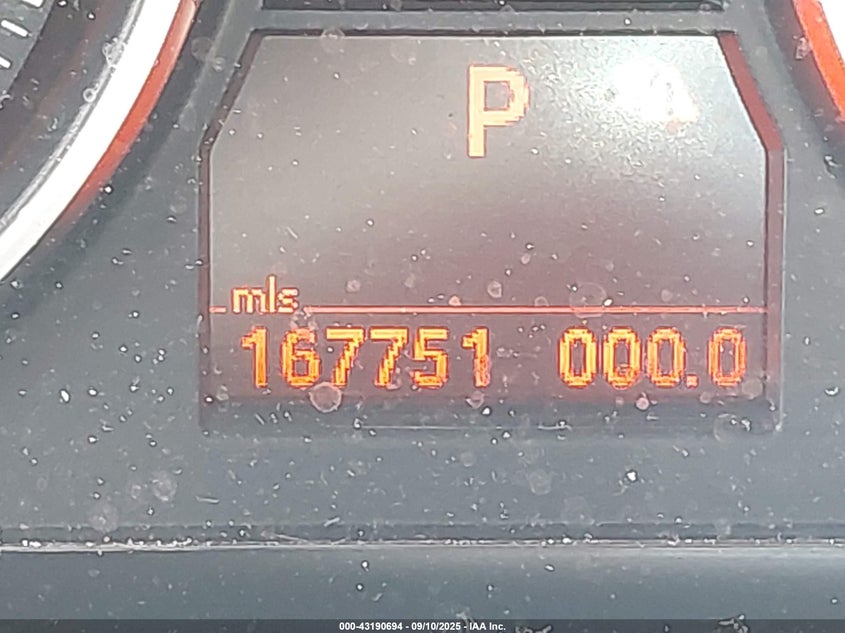 P
mls
167751 000.0
000-43190694 - 09/10/2025 - IAA Inc.